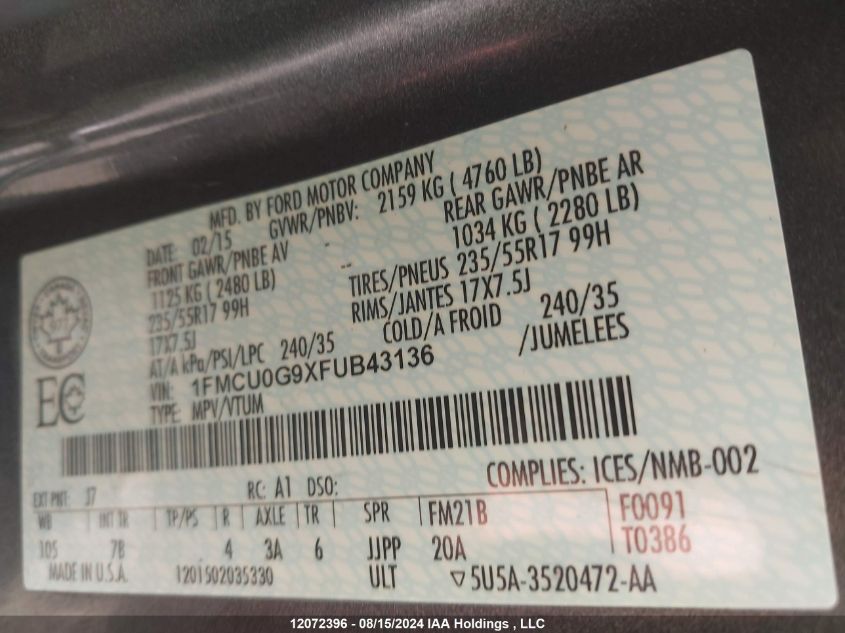 MFD. BY FORD MOTOR COMPANY
DATE: 02/15 GVWR/PNBV: 2159 KG ( 4760 LB)
FRONT GAWR/PNBE AV - REAR GAWR/PNBE AR
1125 KG ( 2480 LB) -- 1034 KG ( 2280 LB)
235/55R17 99H TIRES/PNEUS 235/55R17 99H
17X7.5J RIMS/JANTES 17X7.5J
AT/A kPa/PSI/LPC 240/35 COLD/A FROID 240/35
VIN: 1FMCU0G9XFUB43136 /JUMELEES
TYPE: MPV/VTUM
EC
COMPLIES: ICES/NMB-002
EXT PNT: J7 RC: A1 DSO:
WB INT TR TP/PS R AXLE TR SPR FM21B F0091
105 7B 4 3A 6 JJPP 20A T0386
MADE IN U.S.A. 1201502035330 ULT 5U5A-3520472-AA
12072396 - 08/15/2024 IAA Holdings , LLC